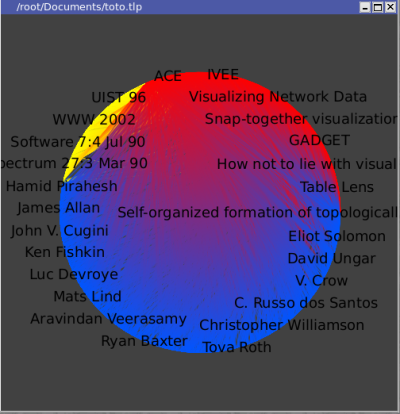 /root/Documents/toto.tlp
ACE
IVEE
UIST 96
Visualizing Network Data
WWW 2002
Snap-together visualization
Software 7:4 Jul 90
GADGET
pectrum 27:3 Mar 90
How not to lie with visual
Hamid Pirahesh
Table Lens
James Allan
Self-organized formation of topologicall
John V. Cugini
Eliot Solomon
Ken Fishkin
David Ungar
Luc Devroye
V. Crow
Mats Lind
C. Russo dos Santos
Aravindan Veerasamy
Christopher Williamson
Ryan Baxter
Tova Roth